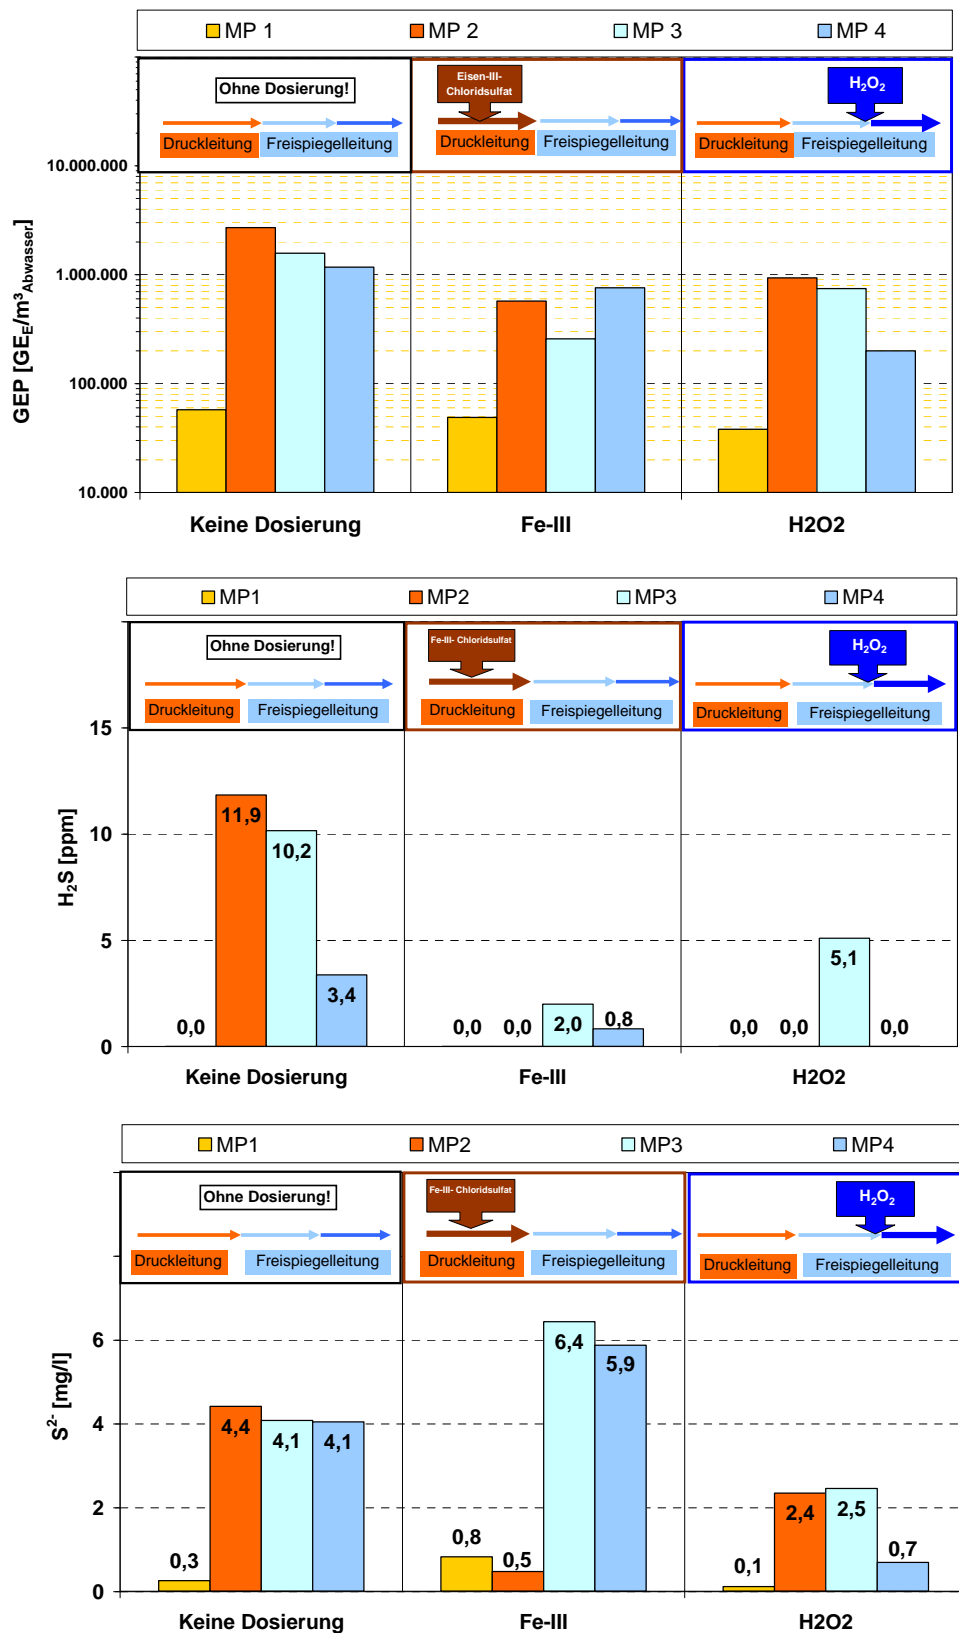 MP 1 MP 2 MP 3 MP 4
Ohne Dosierung!
Druckleitung Freispiegelleitung
Eisen-III-
Chloridsulfat
Druckleitung Freispiegelleitung
H₂O₂
Druckleitung Freispiegelleitung
GEP [GE_E/m³_Abwasser]
10.000.000
1.000.000
100.000
10.000
Keine Dosierung Fe-III H2O2
MP1 MP2 MP3 MP4
Ohne Dosierung!
Druckleitung Freispiegelleitung
Fe-III- Chloridsulfat
Druckleitung Freispiegelleitung
H₂O₂
Druckleitung Freispiegelleitung
H₂S [ppm]
15
10
5
0
0,0 11,9 10,2 3,4
0,0 0,0 2,0 0,8
0,0 0,0 5,1 0,0
Keine Dosierung Fe-III H2O2
MP1 MP2 MP3 MP4
Ohne Dosierung!
Druckleitung Freispiegelleitung
Fe-III- Chloridsulfat
Druckleitung Freispiegelleitung
H₂O₂
Druckleitung Freispiegelleitung
S²⁻ [mg/l]
6
4
2
0
0,3 4,4 4,1 4,1
0,8 0,5 6,4 5,9
0,1 2,4 2,5 0,7
Keine Dosierung Fe-III H2O2